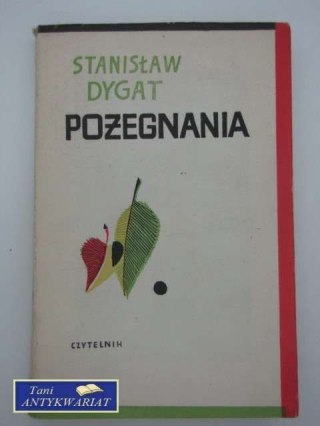 STANISŁAW
DYGAT
POŻEGNANIA
CZYTELNIK
Tani
ANTYKWARIAT